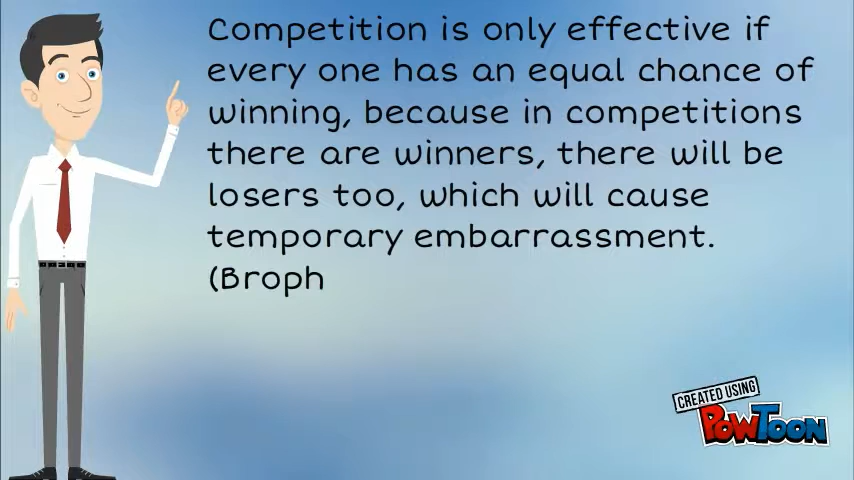 Competition is only effective if
every one has an equal chance of
winning, because in competitions
there are winners, there will be
losers too, which will cause
temporary embarrassment.
(Broph
CREATED USING
POWTOON